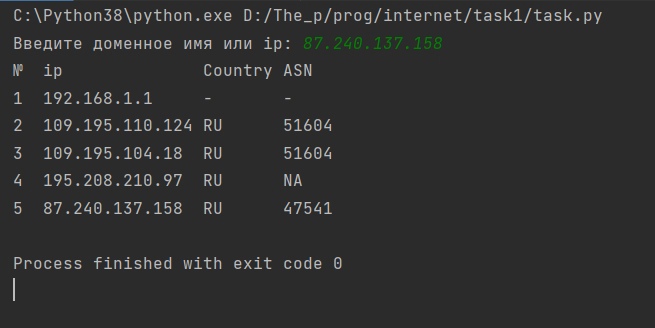 C:\Python38\python.exe D:/The_p/prog/internet/task1/task.py
Введите доменное имя или ip: 87.240.137.158
№ ip Country ASN
1 192.168.1.1 - -
2 109.195.110.124 RU 51604
3 109.195.104.18 RU 51604
4 195.208.210.97 RU NA
5 87.240.137.158 RU 47541
Process finished with exit code 0